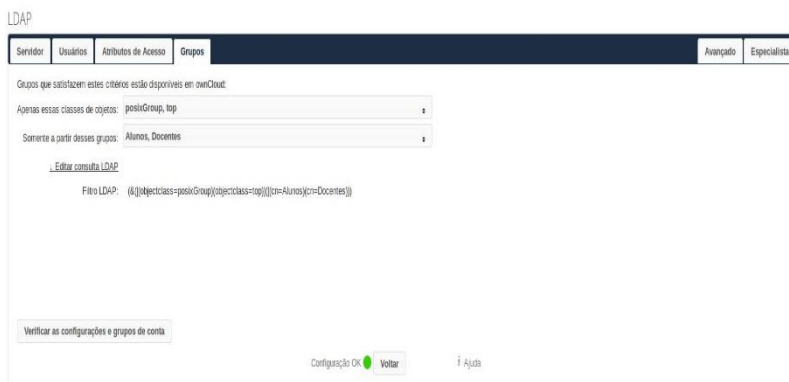 LDAP
Servidor Usuários Atributos de Acesso Grupos Avançado Especialista
Grupos que satisfazem estes critérios estão disponíveis em ownCloud:
Apenas essas classes de objetos: posixGroup, top
Somente a partir desses grupos: Alunos, Docentes
↓ Editar consulta LDAP
Filtro LDAP: (&(|(objectclass=posixGroup)(objectclass=top))(|(cn=Alunos)(cn=Docentes)))
Verificar as configurações e grupos de conta
Configuração OK Voltar i Ajuda